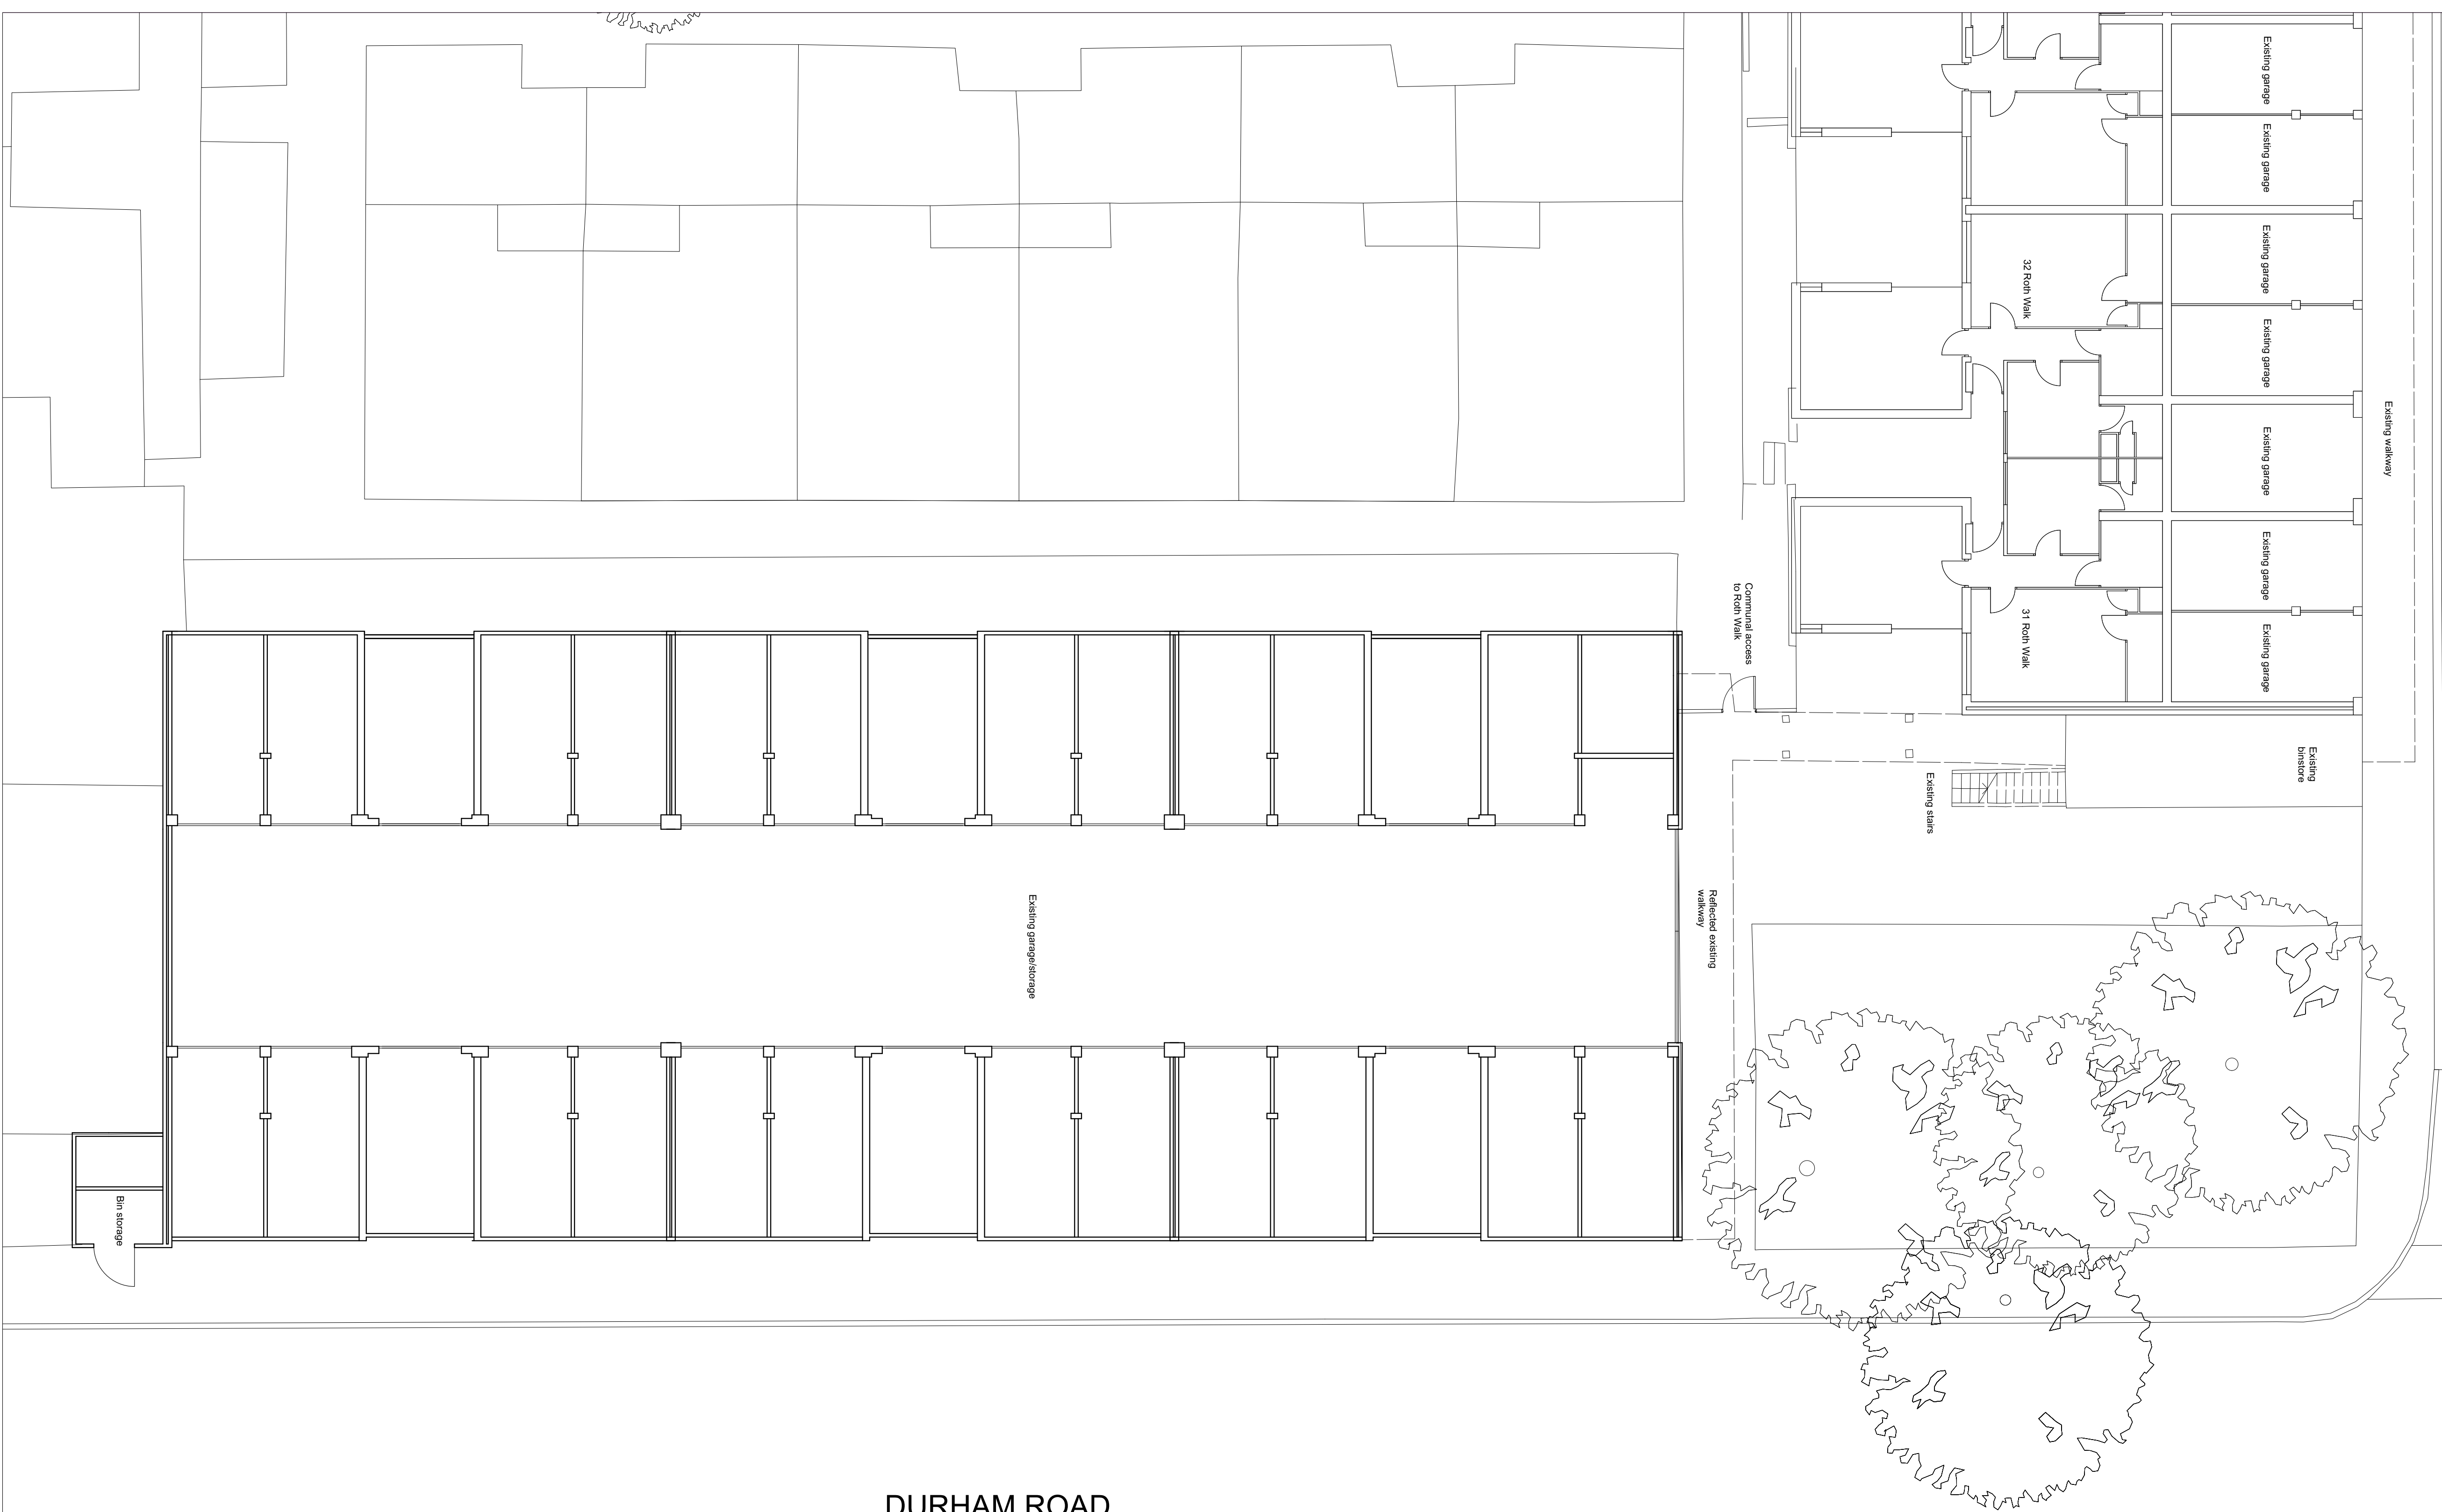 Existing garage
Existing garage
Existing garage
Existing garage
Existing garage
Existing garage
Existing garage
Existing walkway
32 Roth Walk
31 Roth Walk
Communal access
to Roth Walk
Existing
binstore
Existing stairs
Reflected existing
walkway
Existing garage/storage
Bin storage
DURHAM ROAD